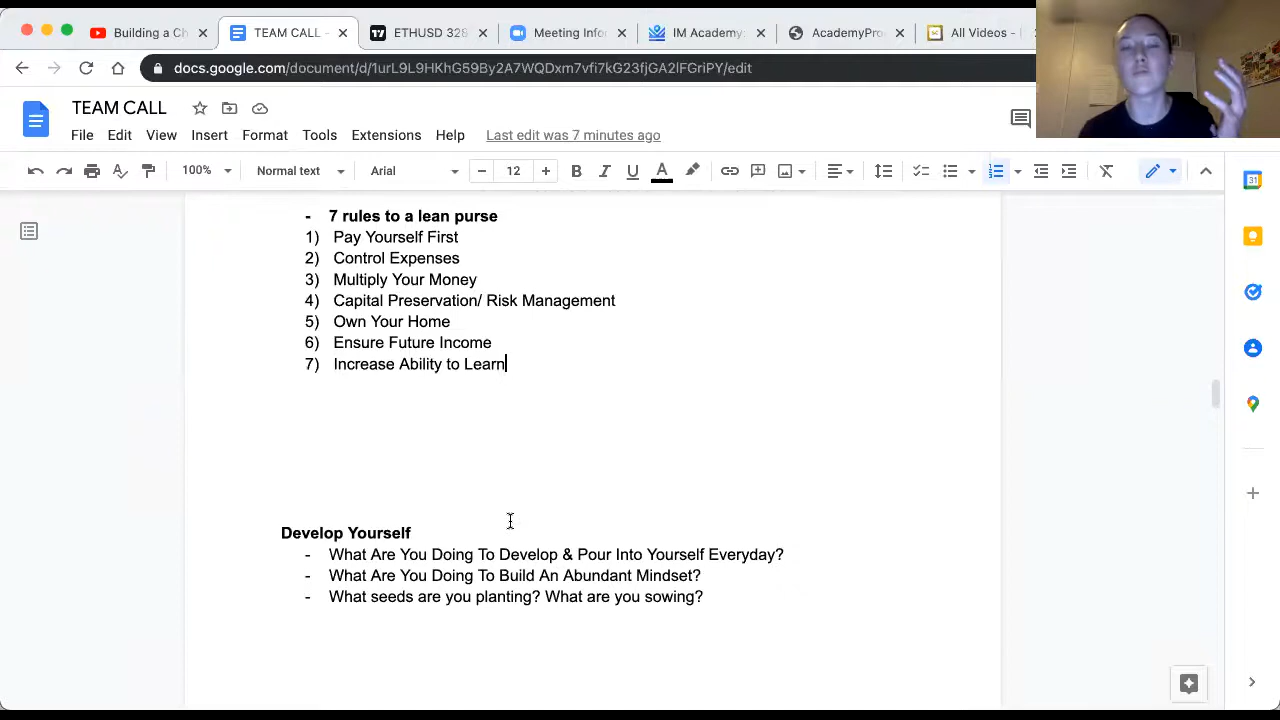 Building a Ch
TEAM CALL -
ETHUSD 328
Meeting Info
IM Academy:
AcademyPro
All Videos -
docs.google.com/document/d/1urL9L9HKhG59By2A7WQDxm7vfi7kG23fjGA2lFGriPY/edit
TEAM CALL
File Edit View Insert Format Tools Extensions Help Last edit was 7 minutes ago
100% Normal text Arial 12 B I U A
31
- 7 rules to a lean purse
1) Pay Yourself First
2) Control Expenses
3) Multiply Your Money
4) Capital Preservation/ Risk Management
5) Own Your Home
6) Ensure Future Income
7) Increase Ability to Learn
Develop Yourself
- What Are You Doing To Develop & Pour Into Yourself Everyday?
- What Are You Doing To Build An Abundant Mindset?
- What seeds are you planting? What are you sowing?